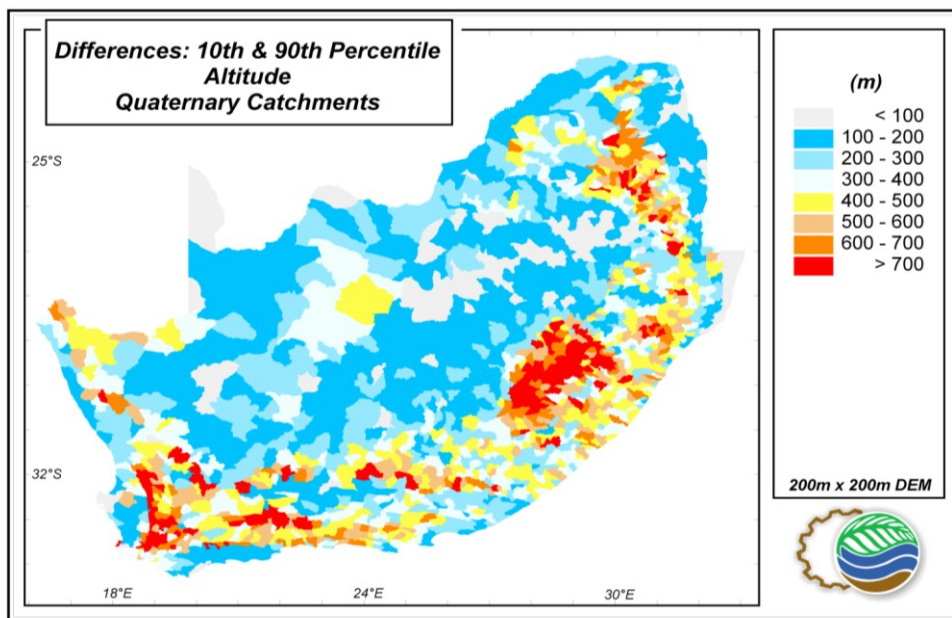 Differences: 10th & 90th Percentile
Altitude
Quaternary Catchments
(m)
< 100
100 - 200
200 - 300
300 - 400
400 - 500
500 - 600
600 - 700
> 700
25°S
32°S
200m x 200m DEM
18°E
24°E
30°E